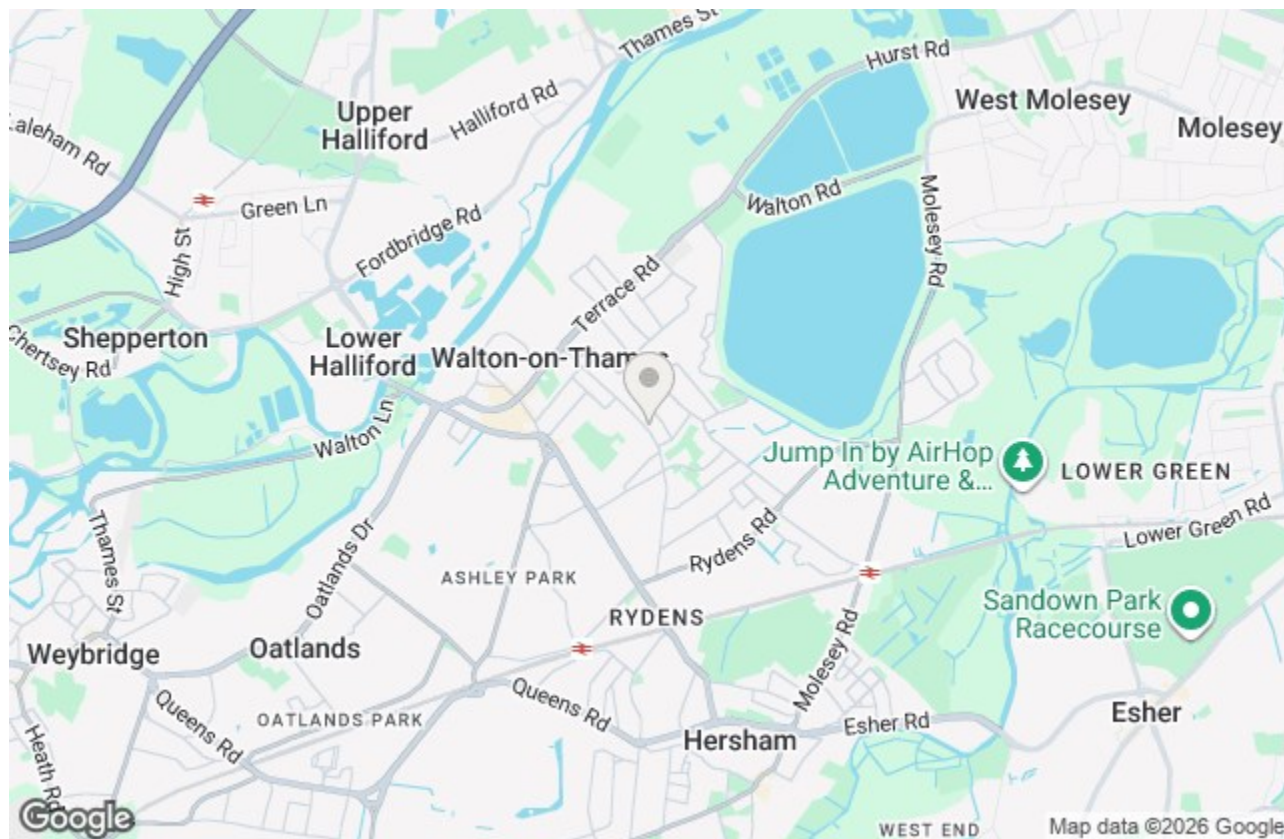 Thames St
Hurst Rd
Upper
Halliford
Halliford Rd
West Molesey
Molesey
Laleham Rd
Green Ln
Walton Rd
Molesey Rd
High St
Fordbridge Rd
Terrace Rd
Shepperton
Lower
Halliford
Walton-on-Thames
Chertsey Rd
Walton Ln
Jump In by AirHop
Adventure &...
LOWER GREEN
Thames St
Oatlands Dr
Rydens Rd
Lower Green Rd
ASHLEY PARK
RYDENS
Sandown Park
Racecourse
Weybridge
Oatlands
Molesey Rd
Queens Rd
OATLANDS PARK
Queens Rd
Esher Rd
Esher
Hersham
Heath Rd
Google
WEST END
Map data ©2026 Google